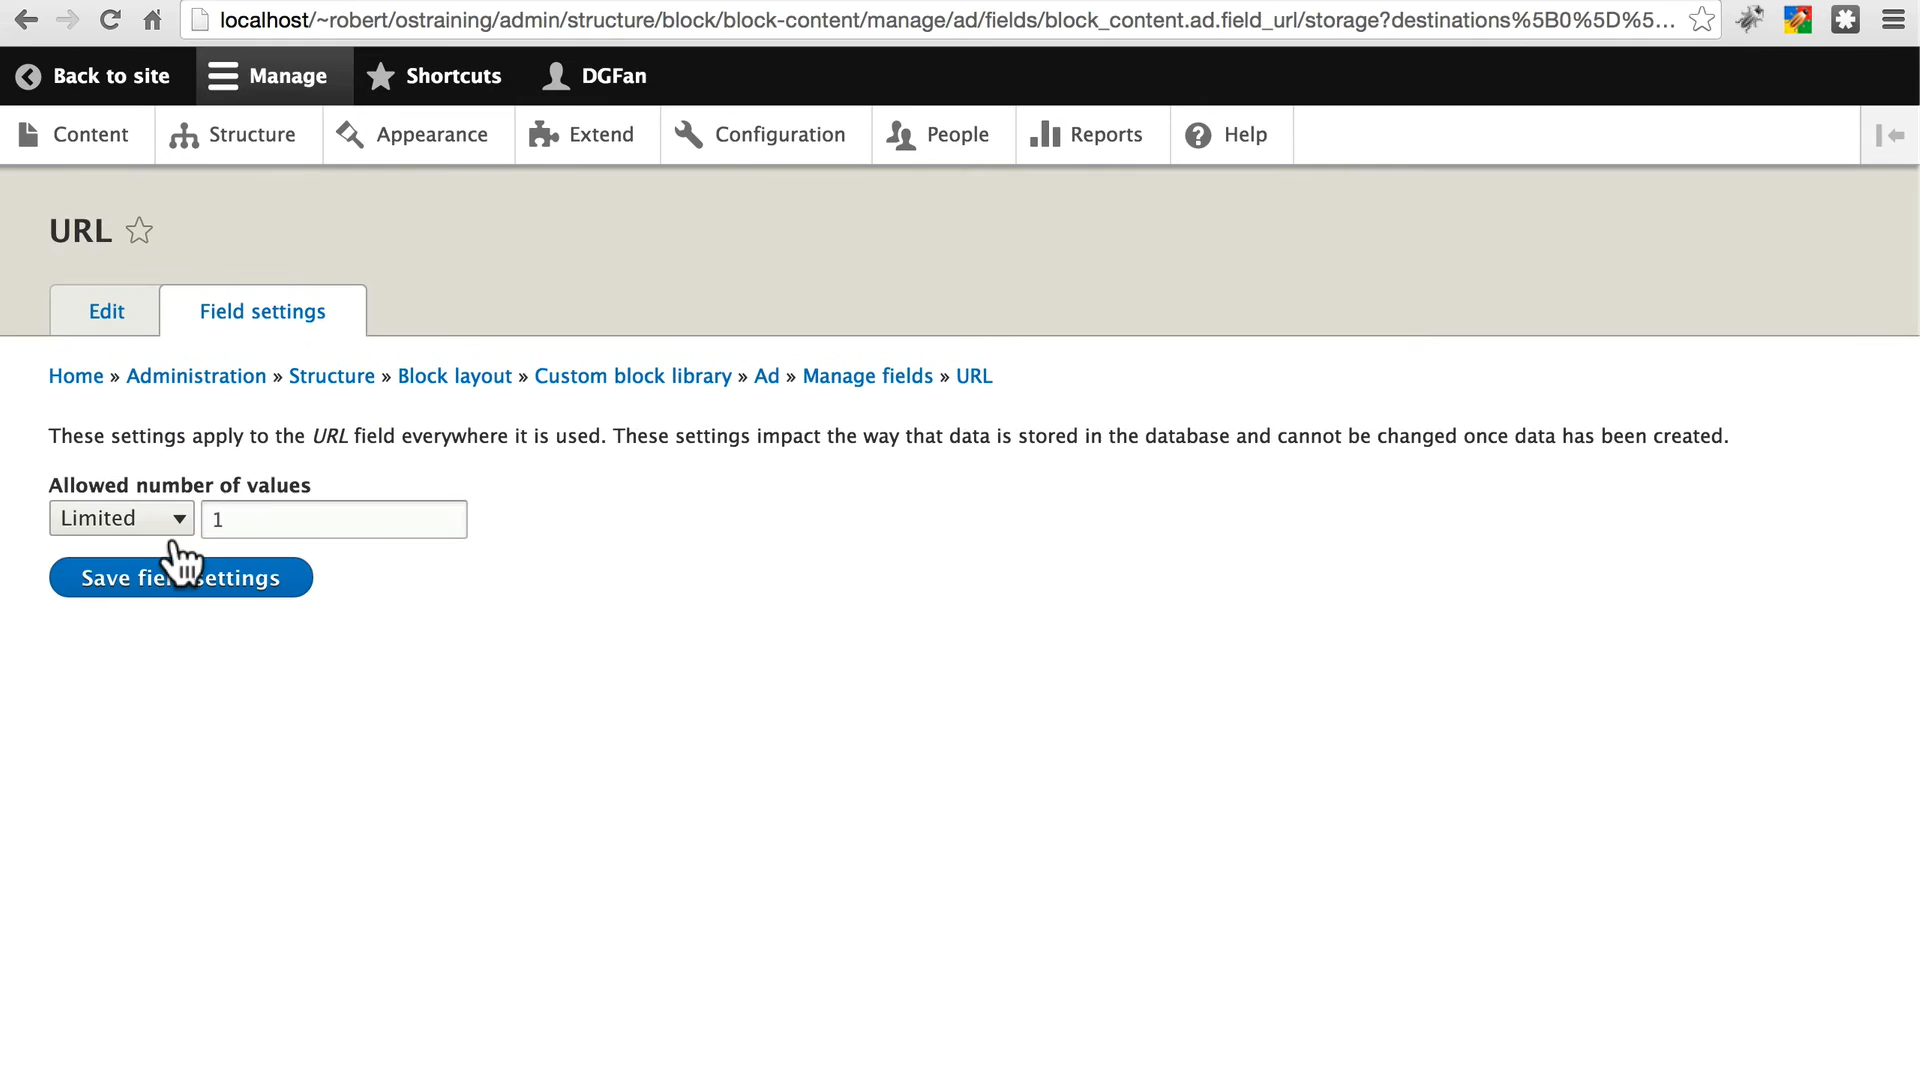 localhost/~robert/ostraining/admin/structure/block/block-content/manage/ad/fields/block_content.ad.field_url/storage?destinations%5B0%5D%5...
Back to site Manage Shortcuts DGFan
Content Structure Appearance Extend Configuration People Reports Help
URL
Edit Field settings
Home » Administration » Structure » Block layout » Custom block library » Ad » Manage fields » URL
These settings apply to the URL field everywhere it is used. These settings impact the way that data is stored in the database and cannot be changed once data has been created.
Allowed number of values
Limited 1
Save field settings